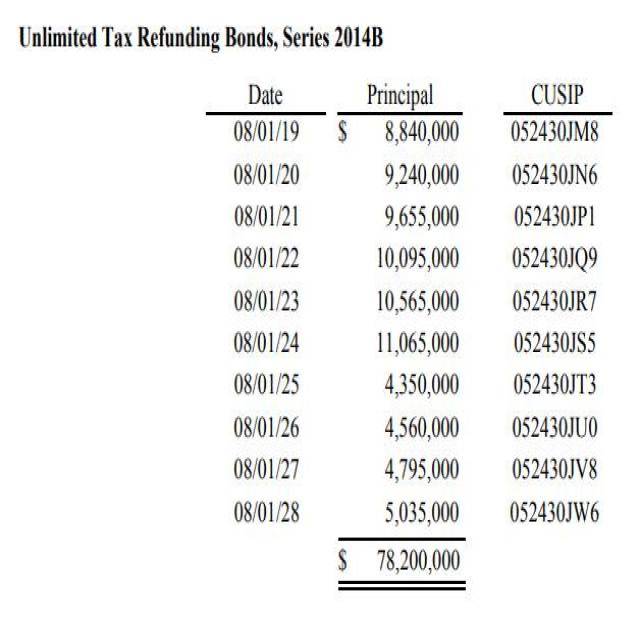 Unlimited Tax Refunding Bonds, Series 2014B
Date Principal CUSIP
08/01/19 $ 8,840,000 052430JM8
08/01/20 9,240,000 052430JN6
08/01/21 9,655,000 052430JP1
08/01/22 10,095,000 052430JQ9
08/01/23 10,565,000 052430JR7
08/01/24 11,065,000 052430JS5
08/01/25 4,350,000 052430JT3
08/01/26 4,560,000 052430JU0
08/01/27 4,795,000 052430JV8
08/01/28 5,035,000 052430JW6
$ 78,200,000